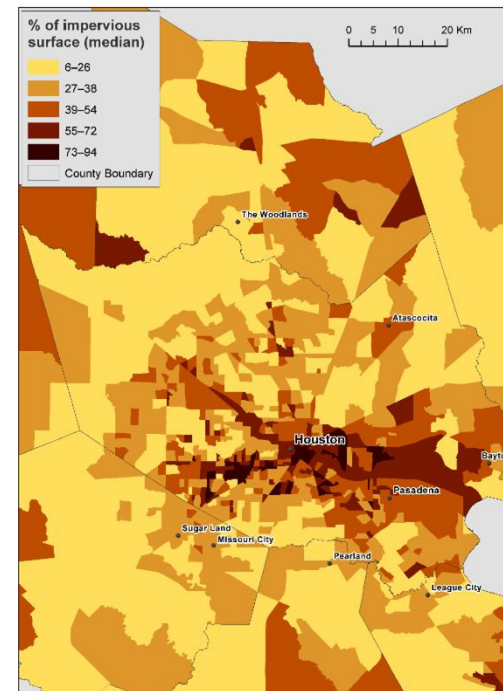 % of impervious
surface (median)
0 5 10 20 Km
6–26
27–38
39–54
55–72
73–94
County Boundary
The Woodlands
Atascocita
Houston
Bayto
Pasadena
Sugar Land
Missouri City
Pearland
League City